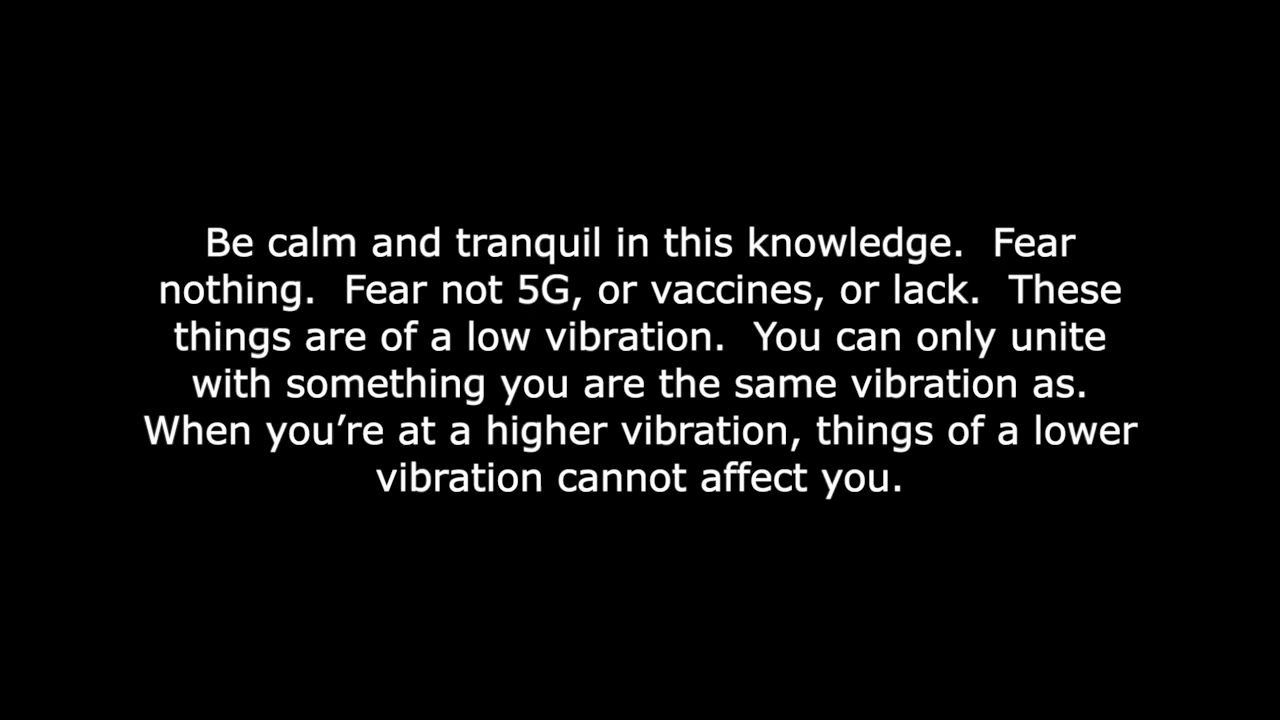 Be calm and tranquil in this knowledge.  Fear
nothing.  Fear not 5G, or vaccines, or lack.  These
things are of a low vibration.  You can only unite
with something you are the same vibration as.
When you’re at a higher vibration, things of a lower
vibration cannot affect you.